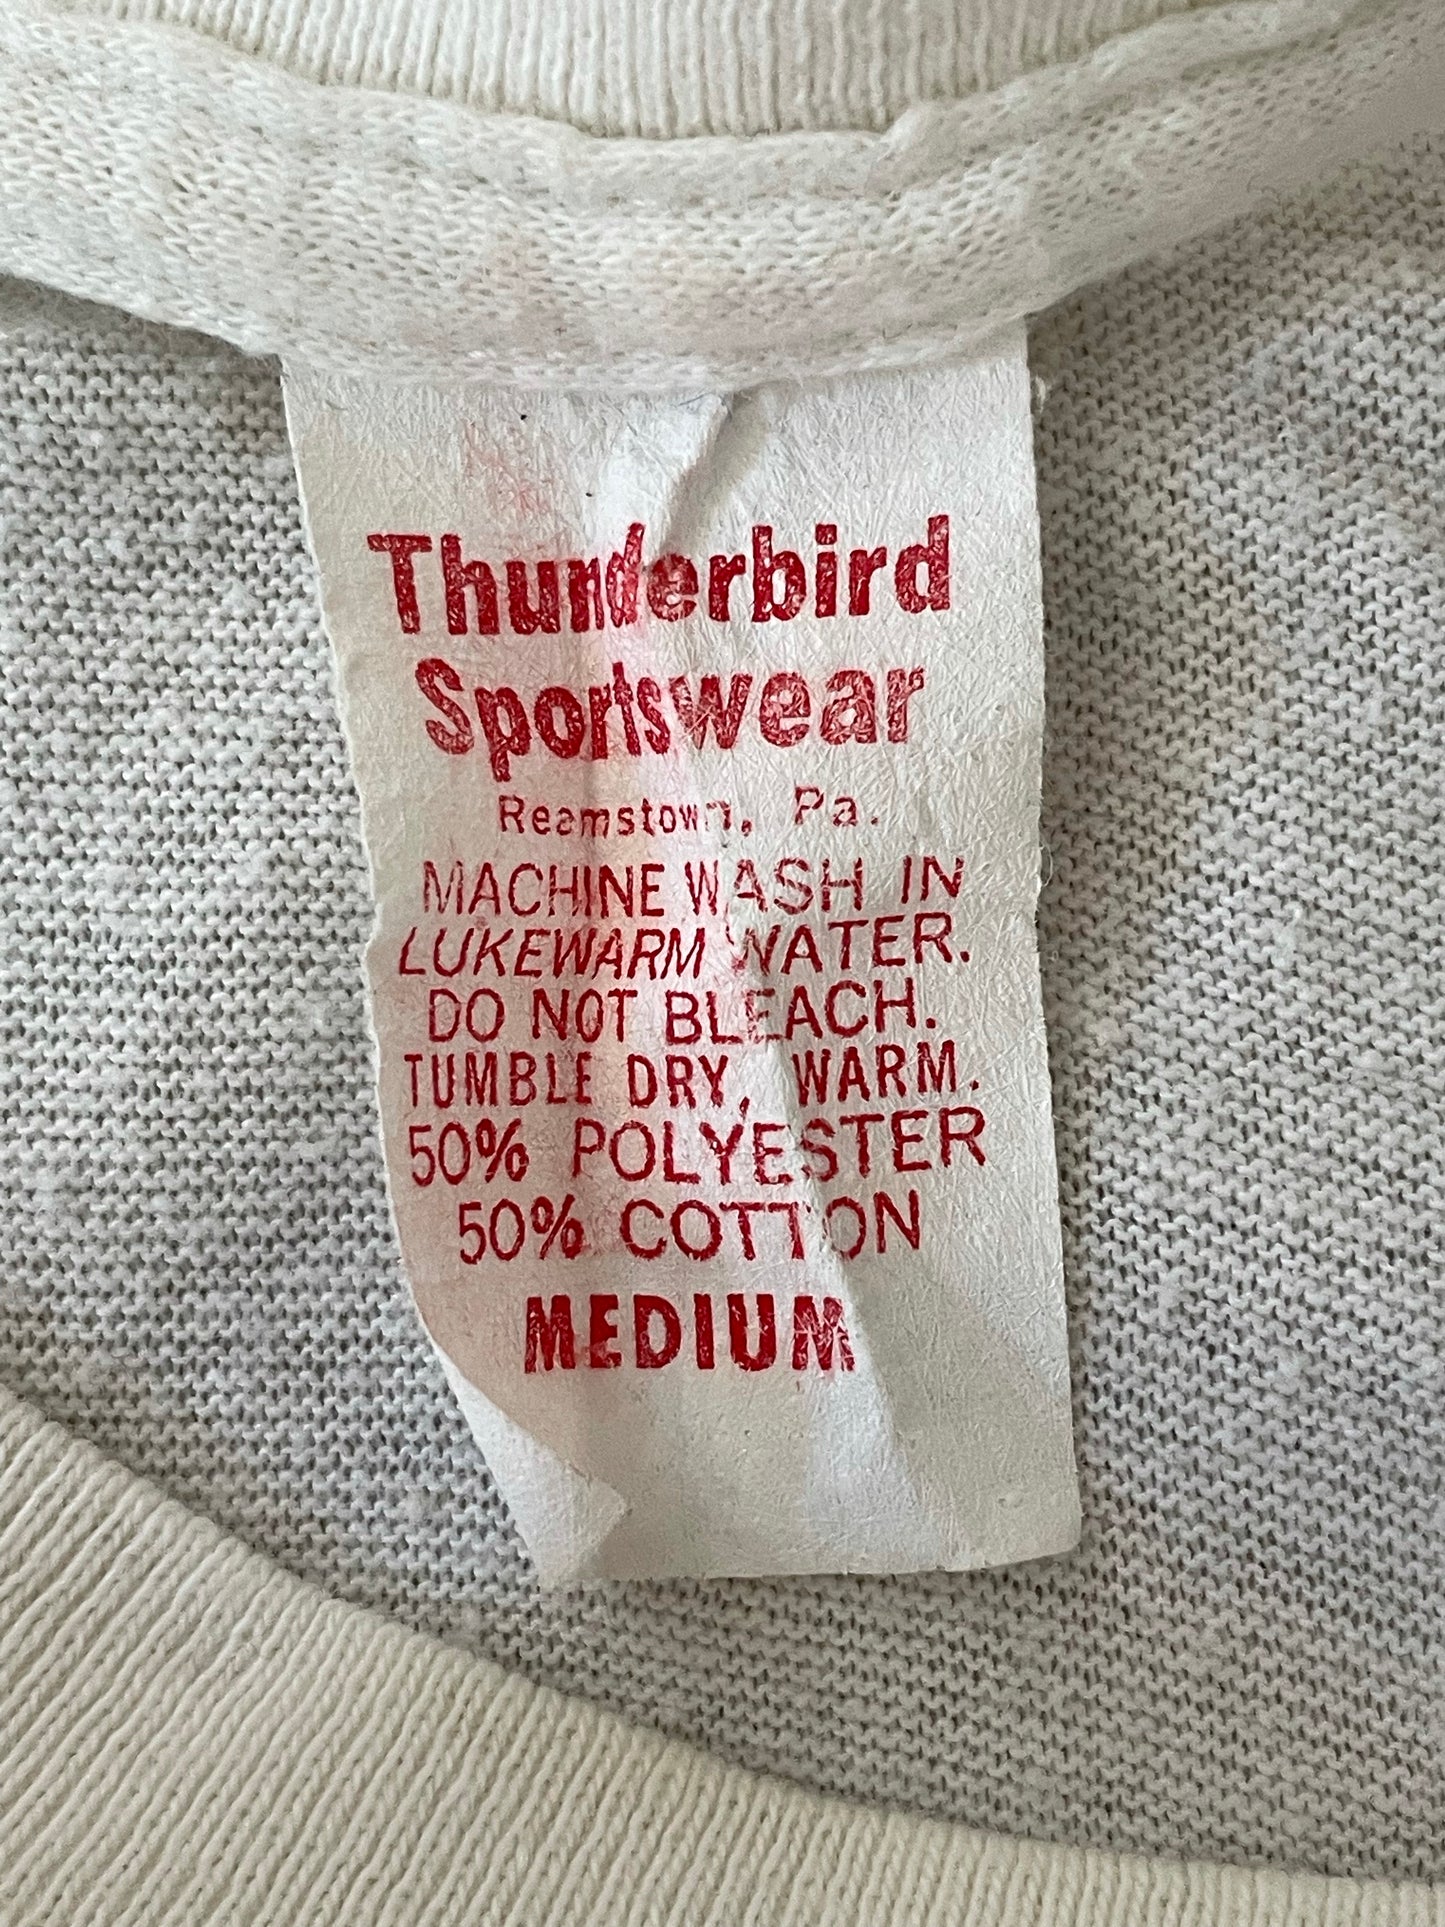 Thunderbird
Sportswear
Reamstown, Pa.
MACHINE WASH IN
LUKEWARM WATER.
DO NOT BLEACH.
TUMBLE DRY, WARM.
50% POLYESTER
50% COTTON
MEDIUM